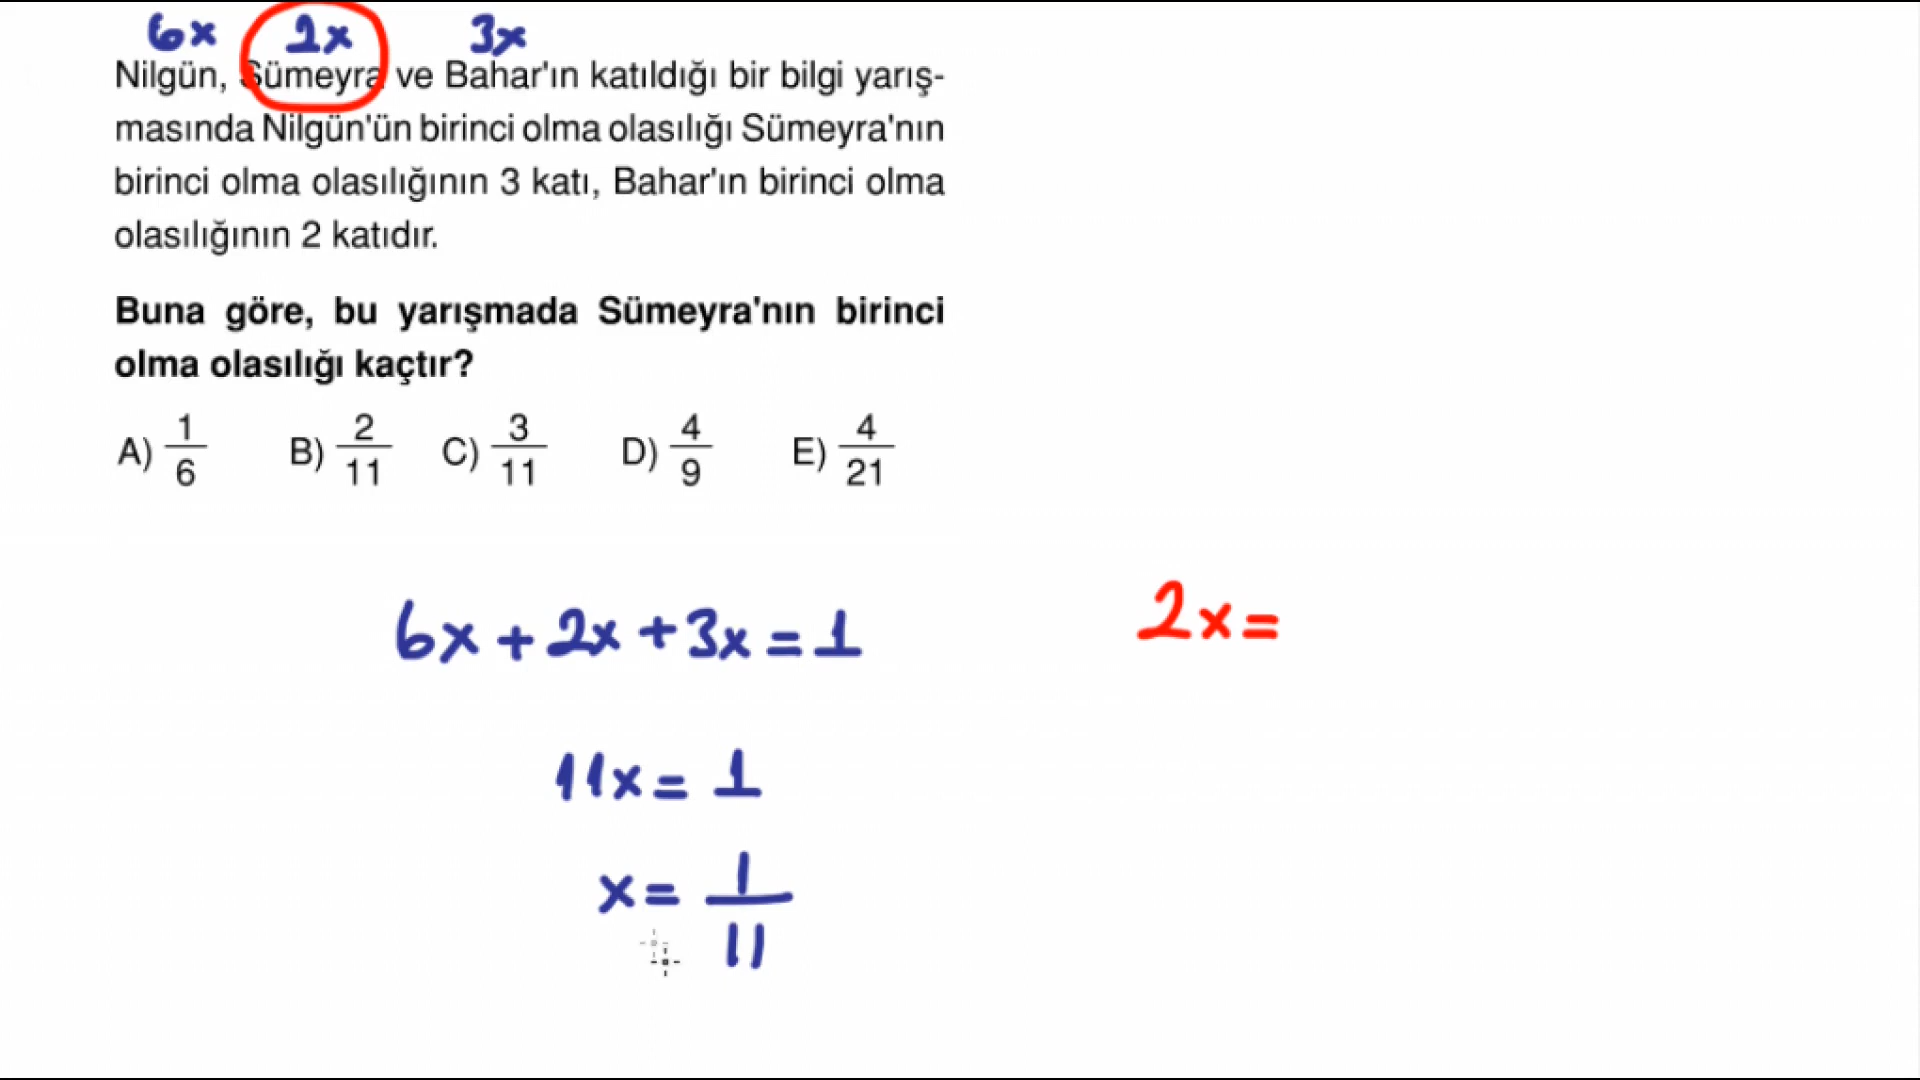 6x 2x 3x
Nilgün, Sümeyra ve Bahar'ın katıldığı bir bilgi yarış-
masında Nilgün'ün birinci olma olasılığı Sümeyra'nın
birinci olma olasılığının 3 katı, Bahar'ın birinci olma
olasılığının 2 katıdır.
Buna göre, bu yarışmada Sümeyra'nın birinci
olma olasılığı kaçtır?
A) 1/6 B) 2/11 C) 3/11 D) 4/9 E) 4/21
6x + 2x + 3x = 1
2x =
11x = 1
x = 1/11